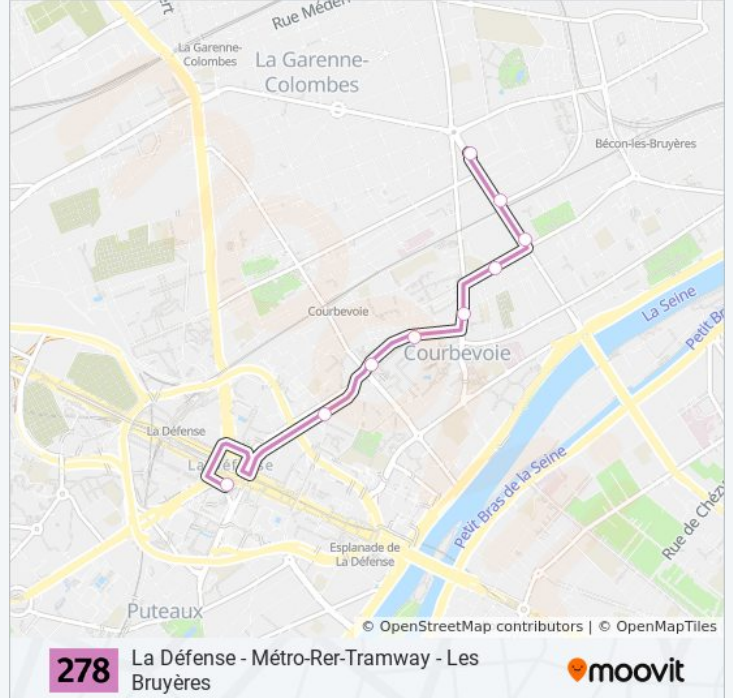 Rue Médér
La Garenne-
Colombes
La Garenne-
Colombes
Bécon-les-Bruyères
La Seine
Petit Br
Courbevoie
Courbevoie
La Défense
La Défense
Petit Bras de la Seine
Rue de Chézy
Esplanade de
La Défense
Puteaux
© OpenStreetMap contributors | © OpenMapTiles
278
La Défense - Métro-Rer-Tramway - Les
Bruyères
moovit